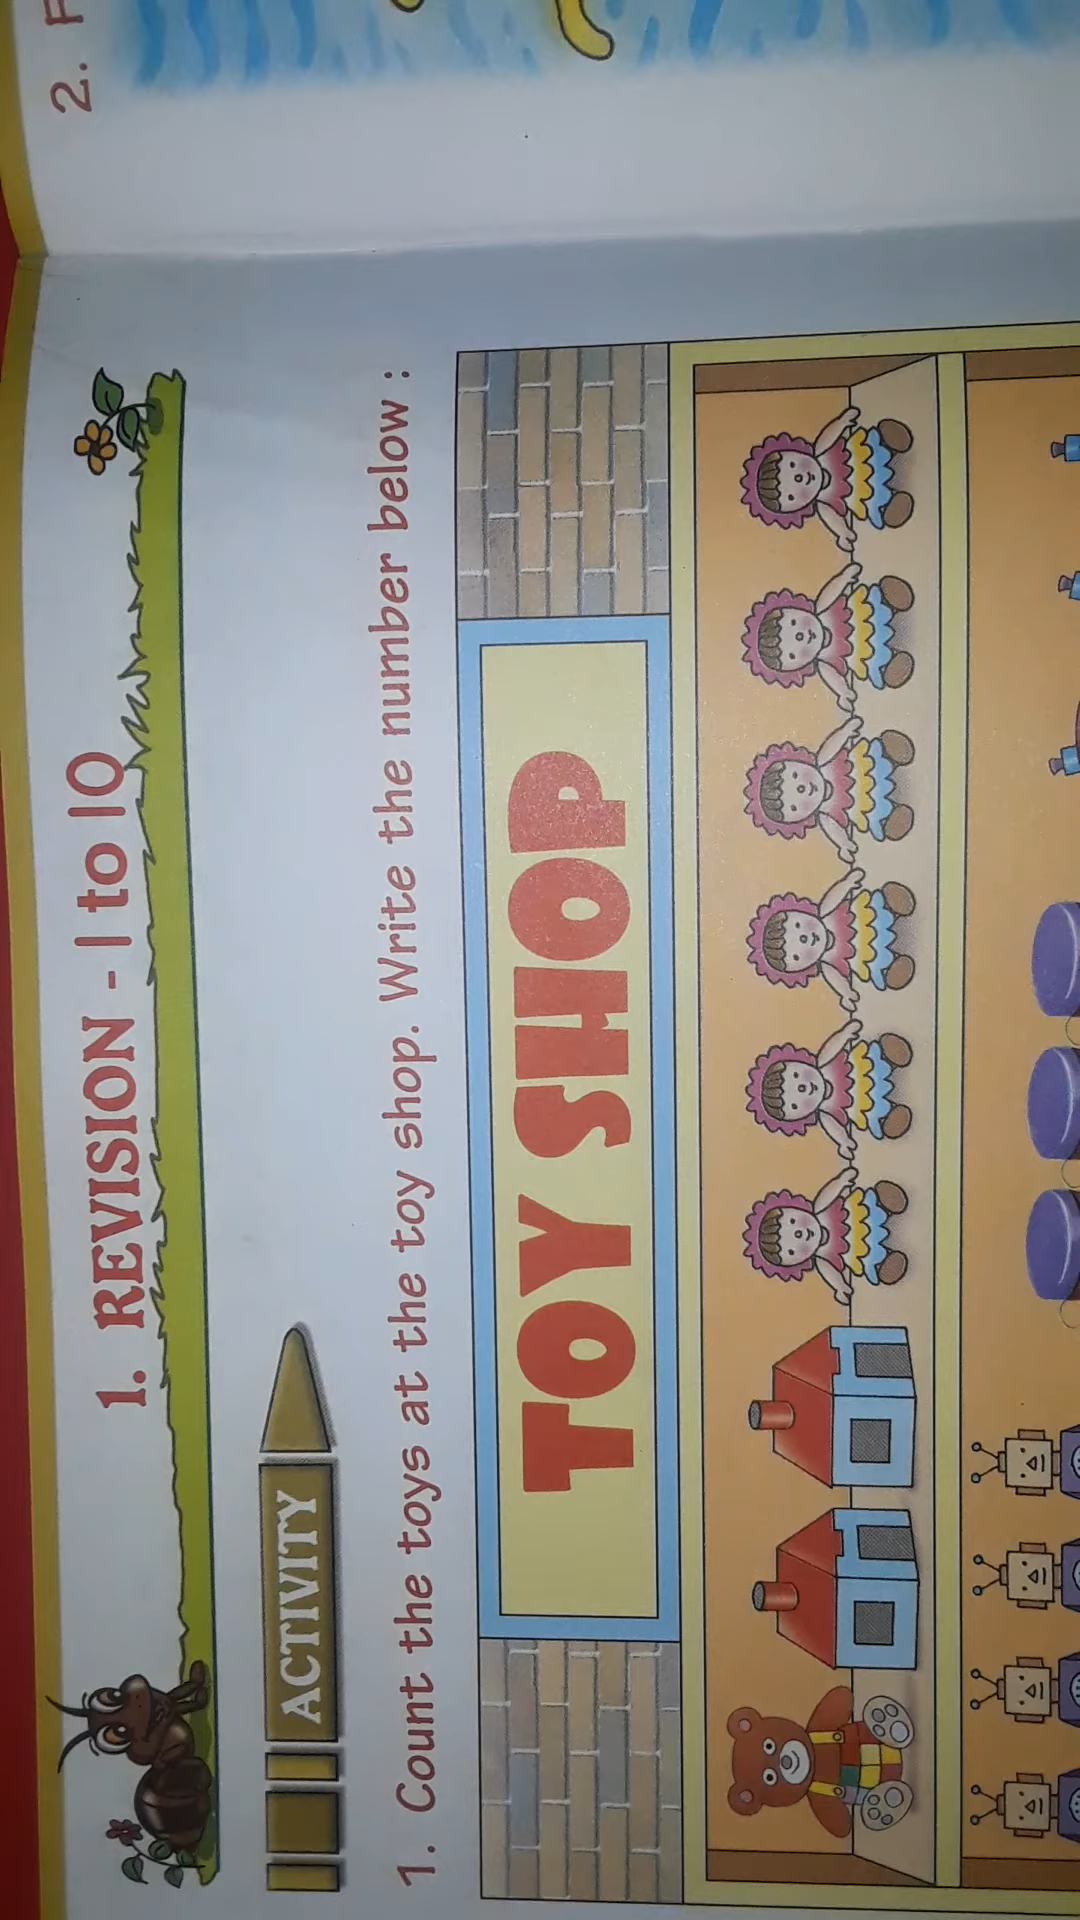 1. REVISION - 1 to 10
ACTIVITY
1. Count the toys at the toy shop. Write the number below :
TOY SHOP
2.